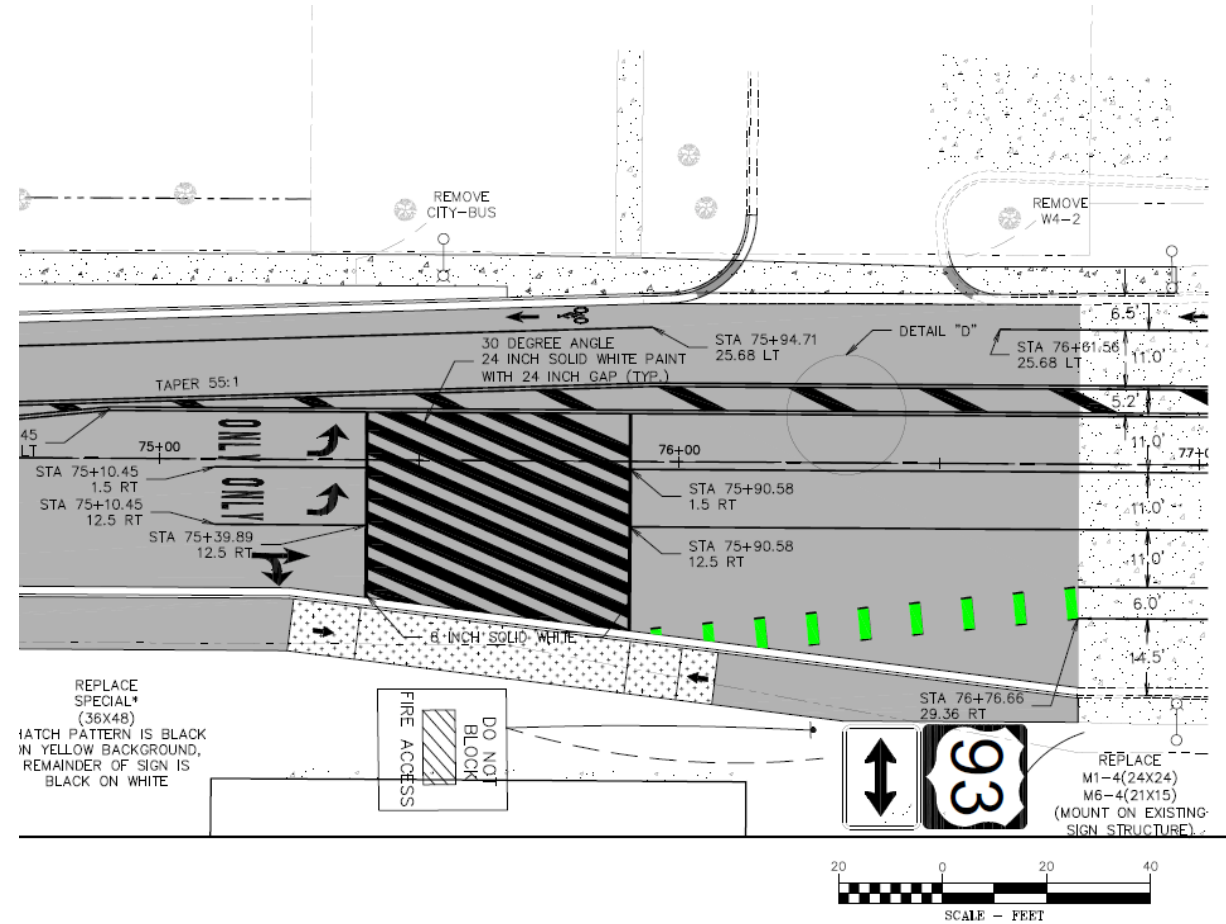 REMOVE
CITY-BUS
REMOVE
W4-2
6.5'
30 DEGREE ANGLE
24 INCH SOLID WHITE PAINT
WITH 24 INCH GAP (TYP.)
STA 75+94.71
25.68 LT
DETAIL "D"
STA 76+61.56
25.68 LT
11.0'
TAPER 55:1
5.2'
45
LT
75+00
ONLY
76+00
11.0'
77+0
STA 75+10.45
1.5 RT
STA 75+10.45
12.5 RT
ONLY
STA 75+90.58
1.5 RT
11.0'
STA 75+39.89
12.5 RT
STA 75+90.58
12.5 RT
11.0'
6.0'
8 INCH SOLID WHITE
14.5'
STA 76+76.66
29.36 RT
REPLACE
SPECIAL*
(36X48)
HATCH PATTERN IS BLACK
ON YELLOW BACKGROUND,
REMAINDER OF SIGN IS
BLACK ON WHITE
DO NOT
BLOCK
FIRE ACCESS
93
REPLACE
M1-4(24X24)
M6-4(21X15)
(MOUNT ON EXISTING
SIGN STRUCTURE)
20 0 20 40
SCALE - FEET